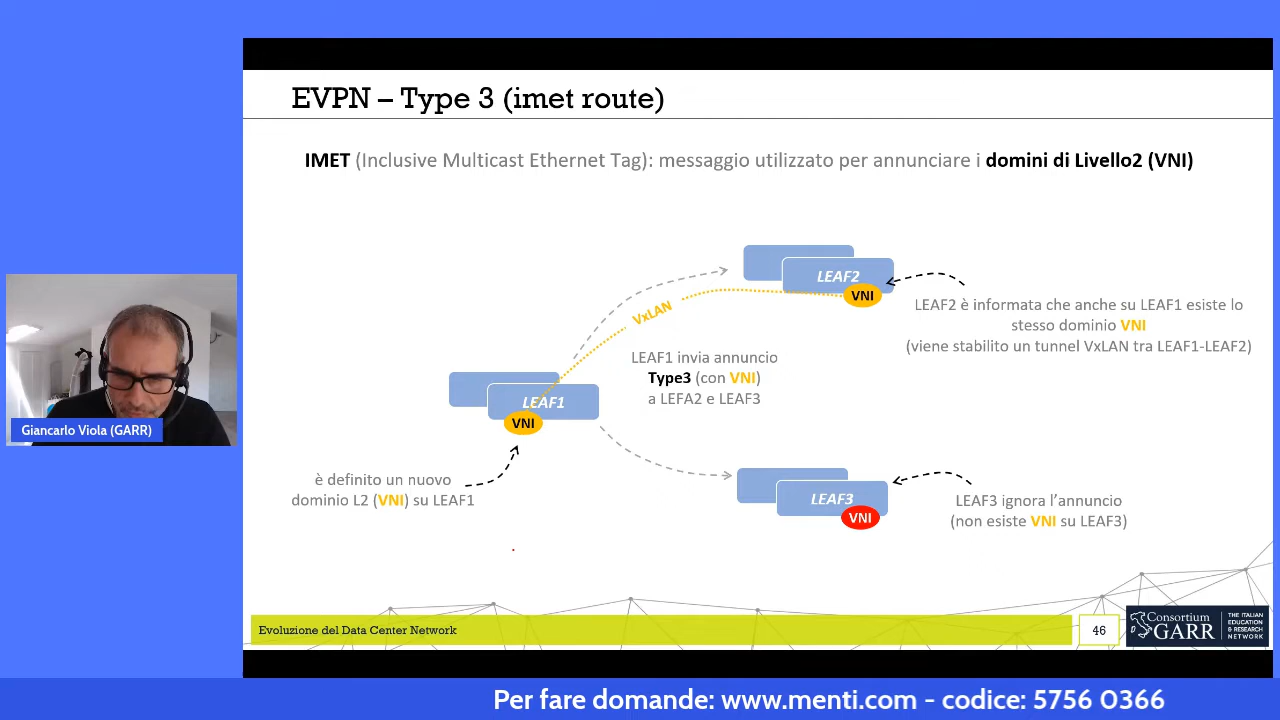 EVPN – Type 3 (imet route)
IMET (Inclusive Multicast Ethernet Tag): messaggio utilizzato per annunciare i domini di Livello2 (VNI)
LEAF2
VNI
VxLAN
LEAF2 è informata che anche su LEAF1 esiste lo
stesso dominio VNI
(viene stabilito un tunnel VxLAN tra LEAF1-LEAF2)
LEAF1 invia annuncio
Type3 (con VNI)
a LEFA2 e LEAF3
LEAF1
VNI
è definito un nuovo
dominio L2 (VNI) su LEAF1
LEAF3
VNI
LEAF3 ignora l'annuncio
(non esiste VNI su LEAF3)
Giancarlo Viola (GARR)
Evoluzione del Data Center Network
46
Consortium
GARR
THE ITALIAN
EDUCATION
& RESEARCH
NETWORK
Per fare domande: www.menti.com - codice: 5756 0366